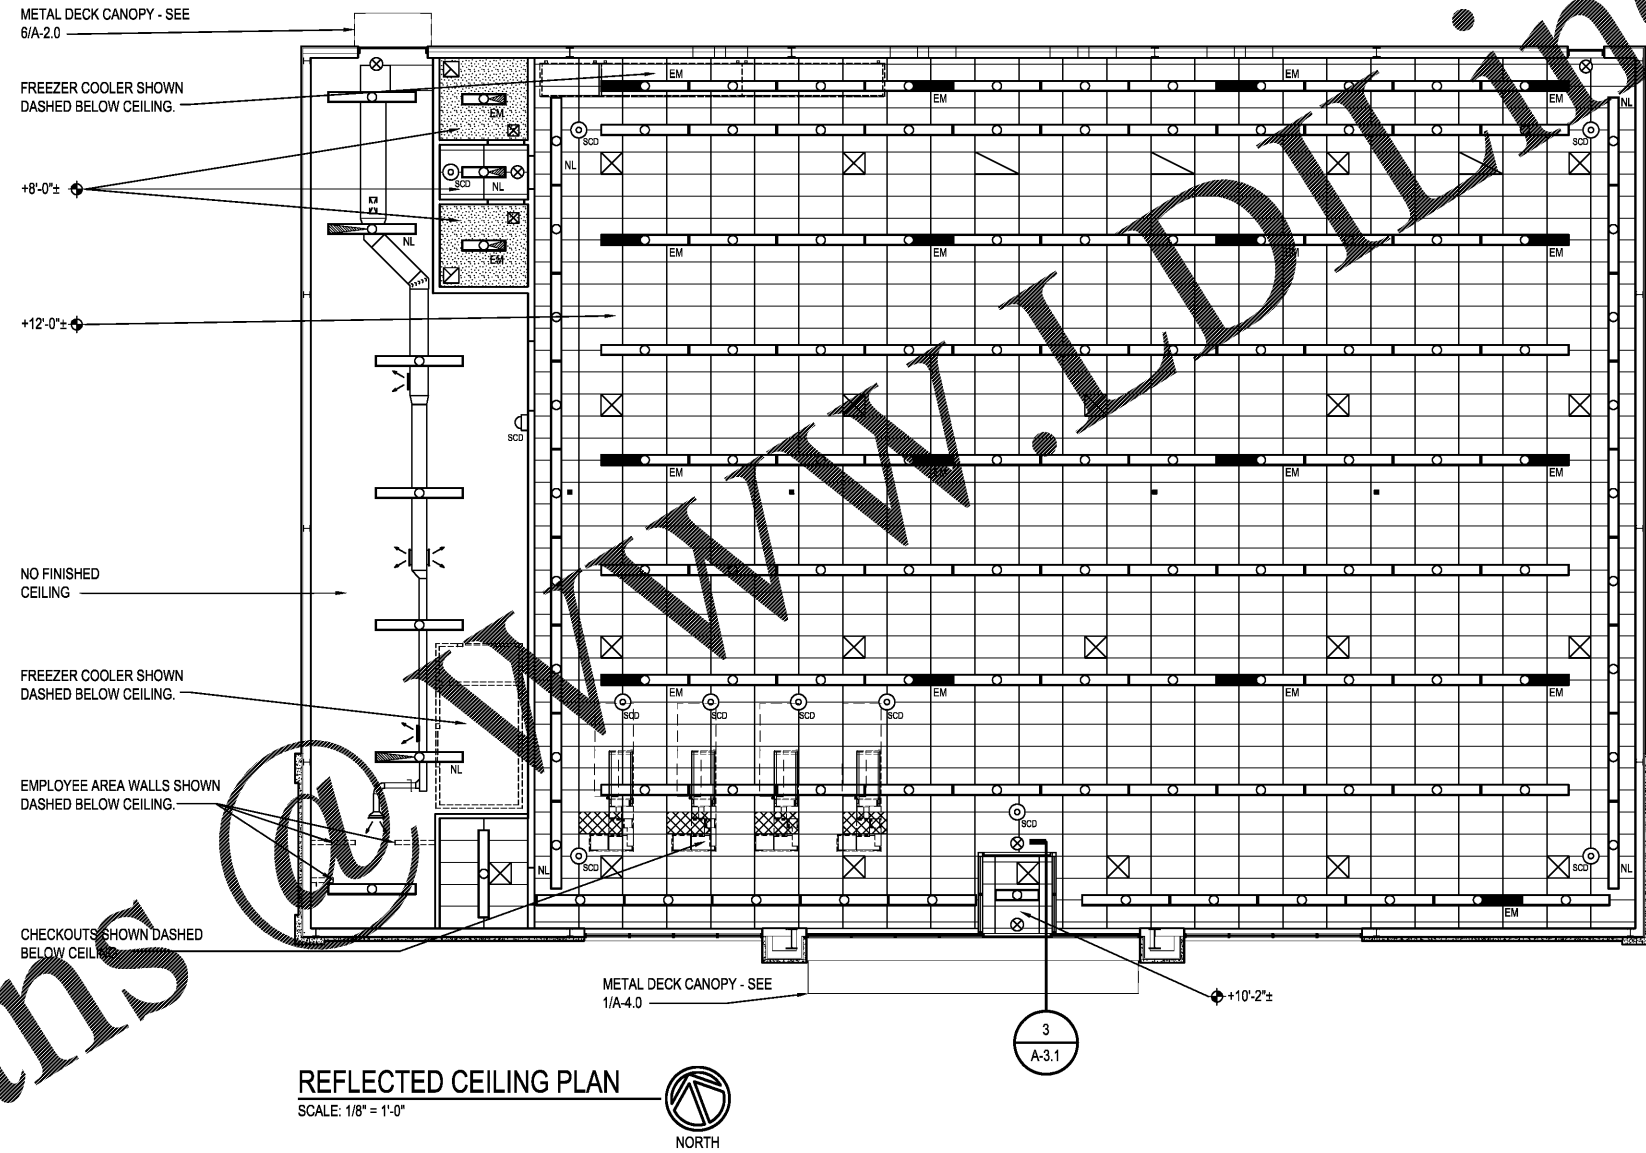 METAL DECK CANOPY - SEE
6/A-2.0
FREEZER COOLER SHOWN
DASHED BELOW CEILING.
+8'-0"±
+12'-0"±
NO FINISHED
CEILING
FREEZER COOLER SHOWN
DASHED BELOW CEILING.
EMPLOYEE AREA WALLS SHOWN
DASHED BELOW CEILING.
CHECKOUTS SHOWN DASHED
BELOW CEILING
EM
EM
EM
EM
NL
EM
SCD
SCD
NL
SCD
NL
NL
EM
EM
EM
EM
EM
SCD
EM
EM
EM
EM
EM
EM
EM
SCD
SCD
SCD
SCD
NL
SCD
NL
SCD
SCD
NL
EM
METAL DECK CANOPY - SEE
1/A-4.0
+10'-2"±
3
A-3.1
REFLECTED CEILING PLAN
SCALE: 1/8" = 1'-0"
NORTH
ans@www.LDILine